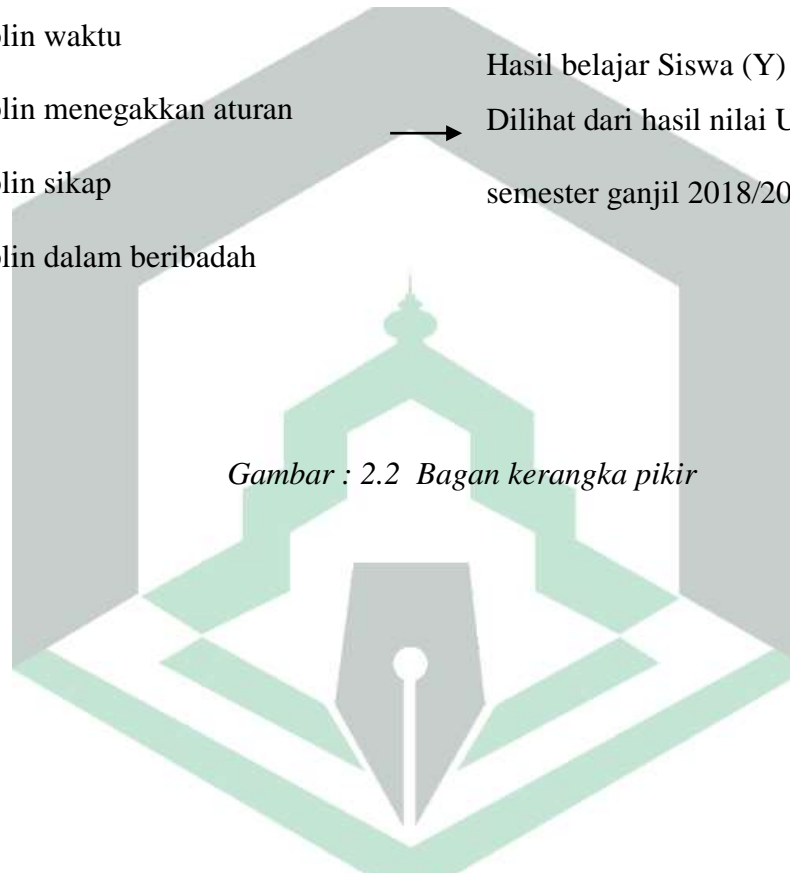 plin waktu
plin menegakkan aturan
plin sikap
plin dalam beribadah
Hasil belajar Siswa (Y)
Dilihat dari hasil nilai U
semester ganjil 2018/20
Gambar : 2.2 Bagan kerangka pikir